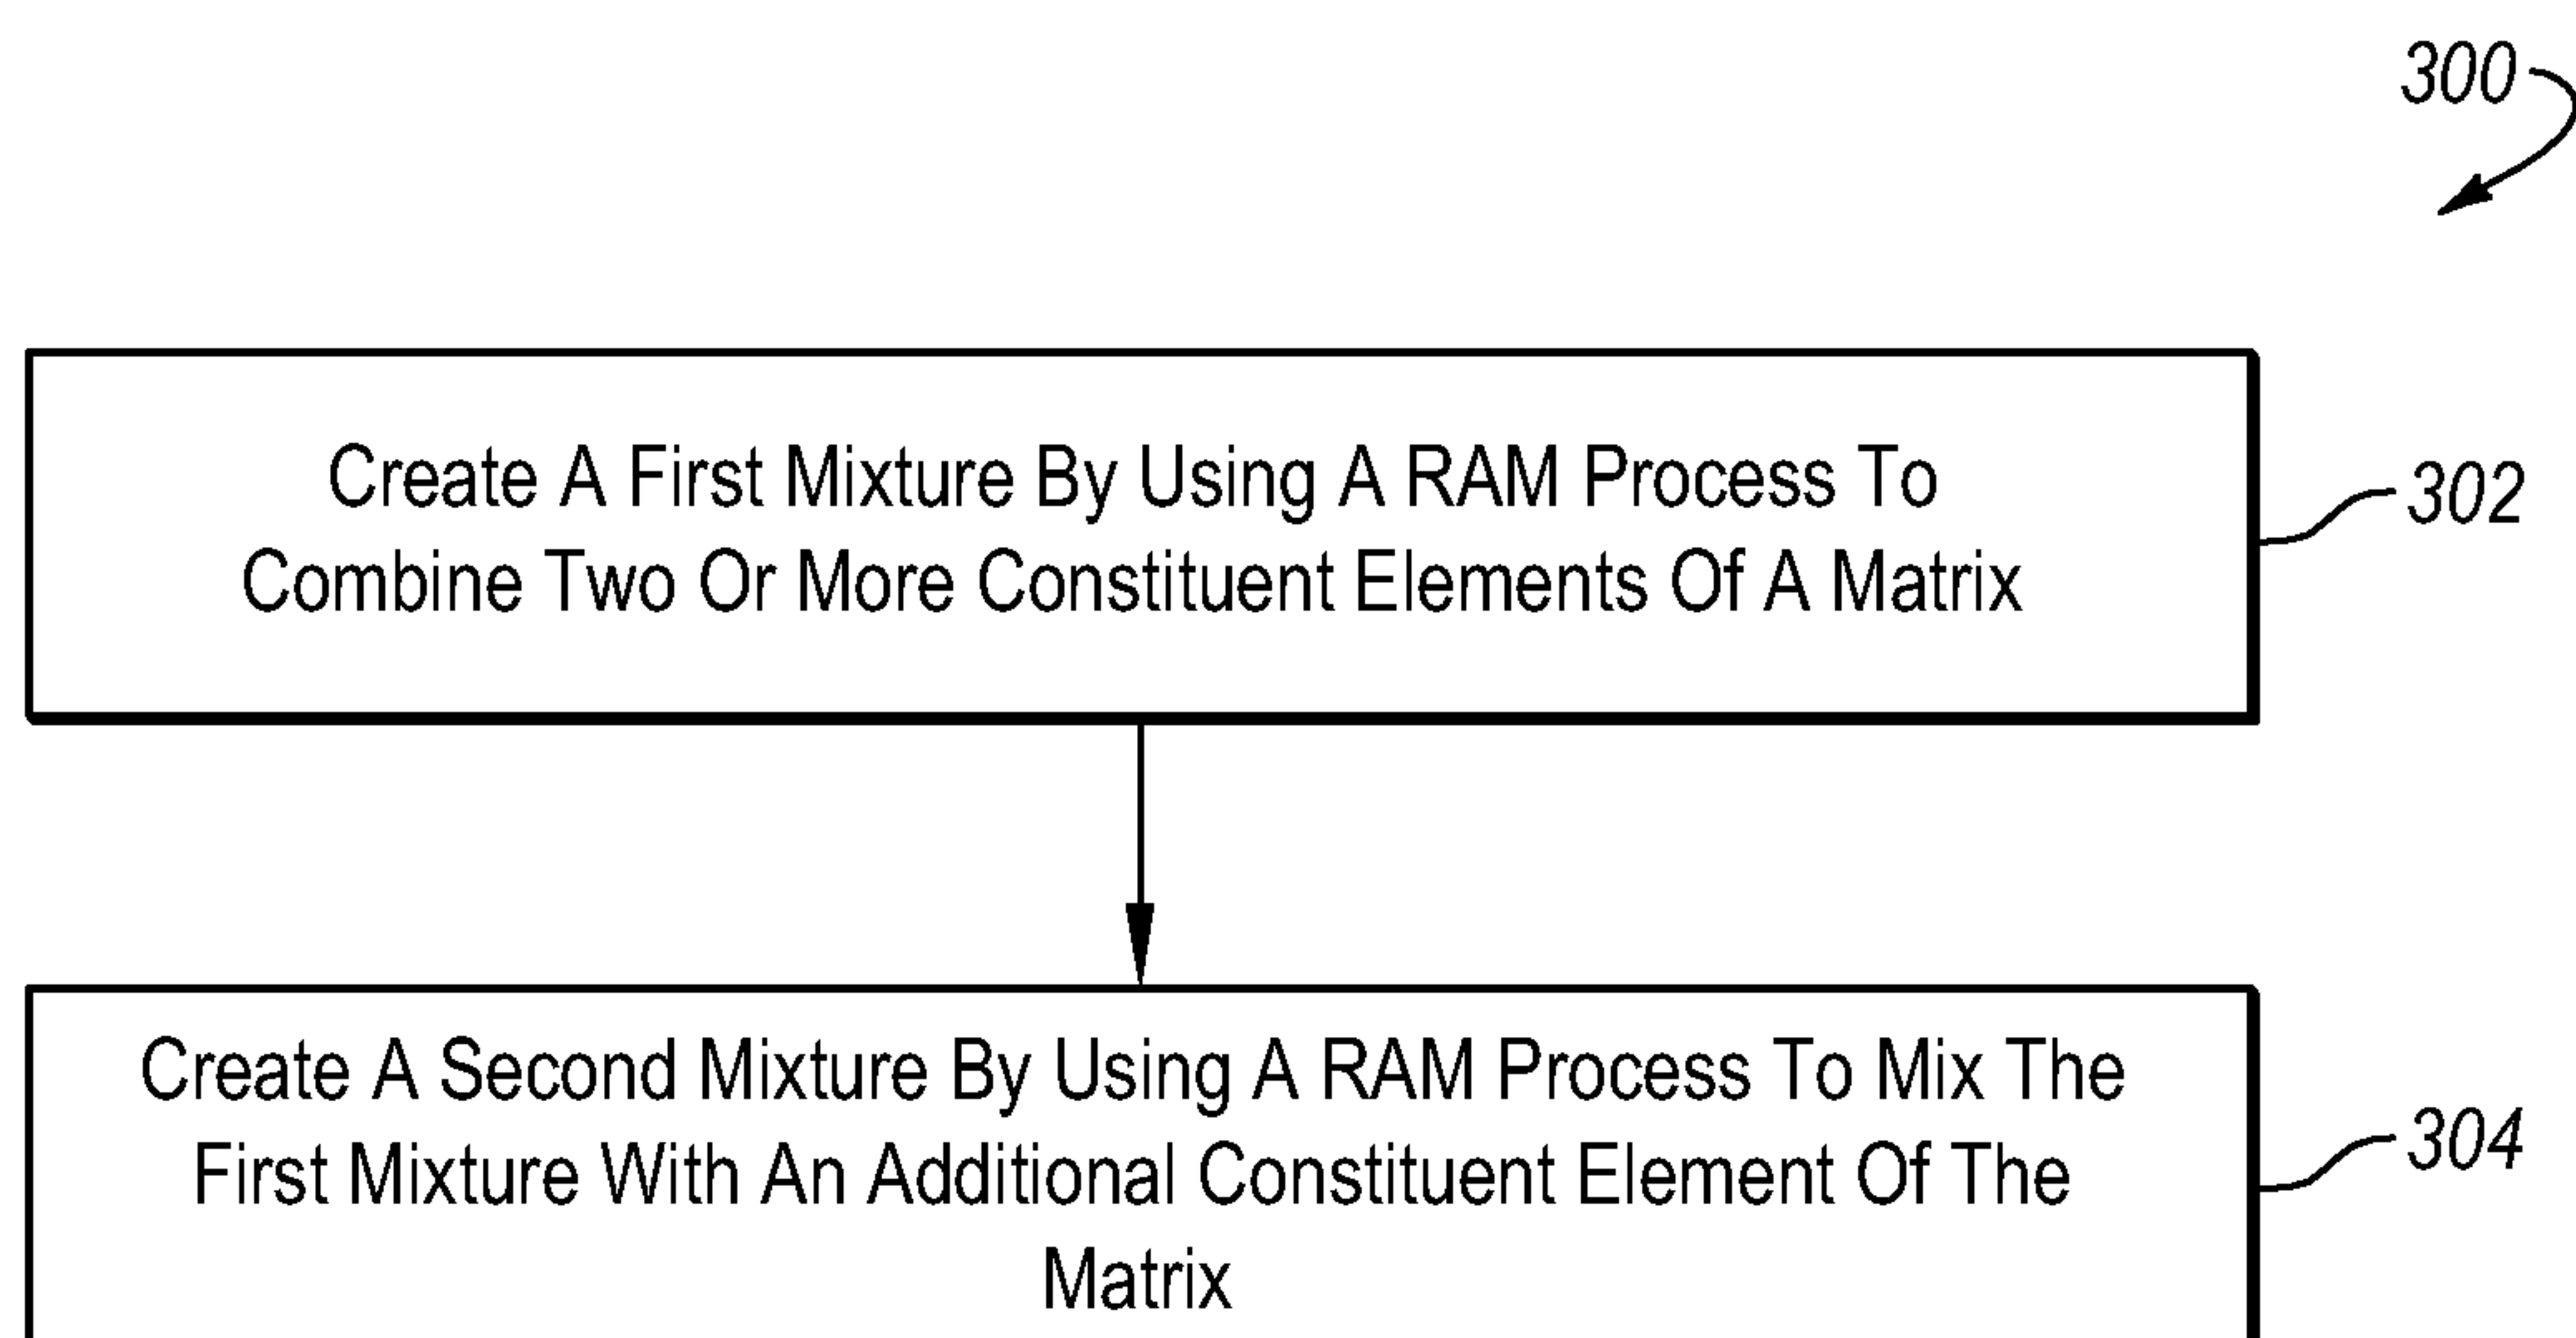 300
Create A First Mixture By Using A RAM Process To
Combine Two Or More Constituent Elements Of A Matrix
302
Create A Second Mixture By Using A RAM Process To Mix The
First Mixture With An Additional Constituent Element Of The
Matrix
304